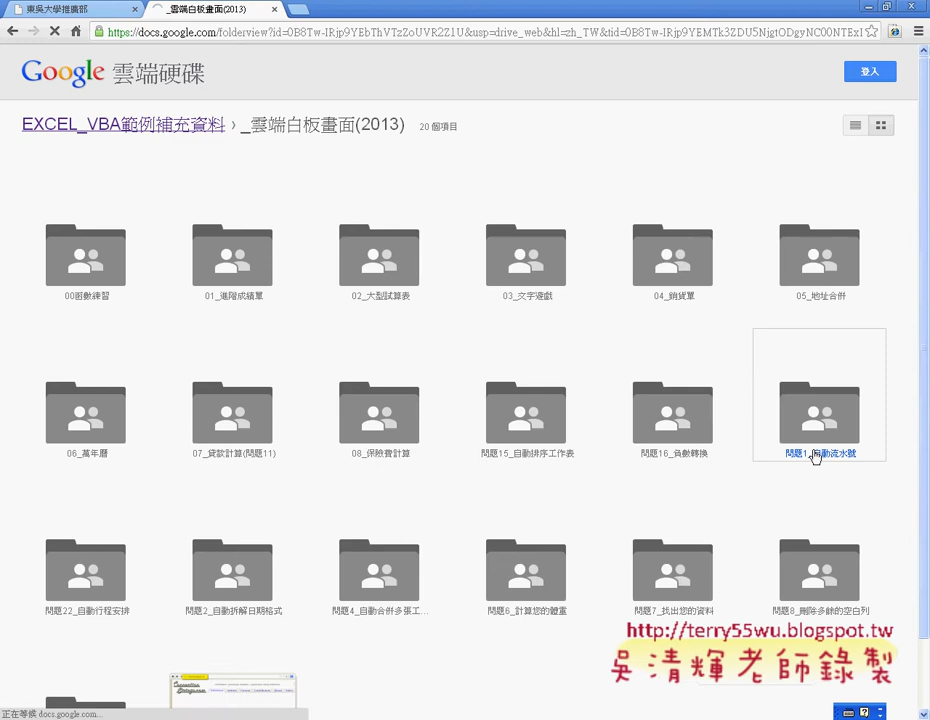 東吳大學推廣部
_雲端白板畫面(2013)
https://docs.google.com/folderview?id=0B8Tw-IRjp9YEbThVTzZoUVR2Z1U&usp=drive_web&hl=zh_TW&tid=0B8Tw-IRjp9YEMTk3ZDU5NjgtODgyNC00NTEx1
Google 雲端硬碟
登入
EXCEL_VBA範例補充資料 › _雲端白板畫面(2013) 20 個項目
00函數練習
01_進階成績單
02_大型試算表
03_文字遊戲
04_銷貨單
05_地址合併
06_萬年曆
07_貸款計算(問題11)
08_保險費計算
問題15_自動排序工作表
問題16_負數轉換
問題1_自動流水號
問題22_自動行程安排
問題2_自動拆解日期格式
問題4_自動合併多張工...
問題6_計算您的體重
問題7_找出您的資料
問題8_刪除多餘的空白列
http://terry55wu.blogspot.tw
吳清輝老師錄製
正在等候 docs.google.com...